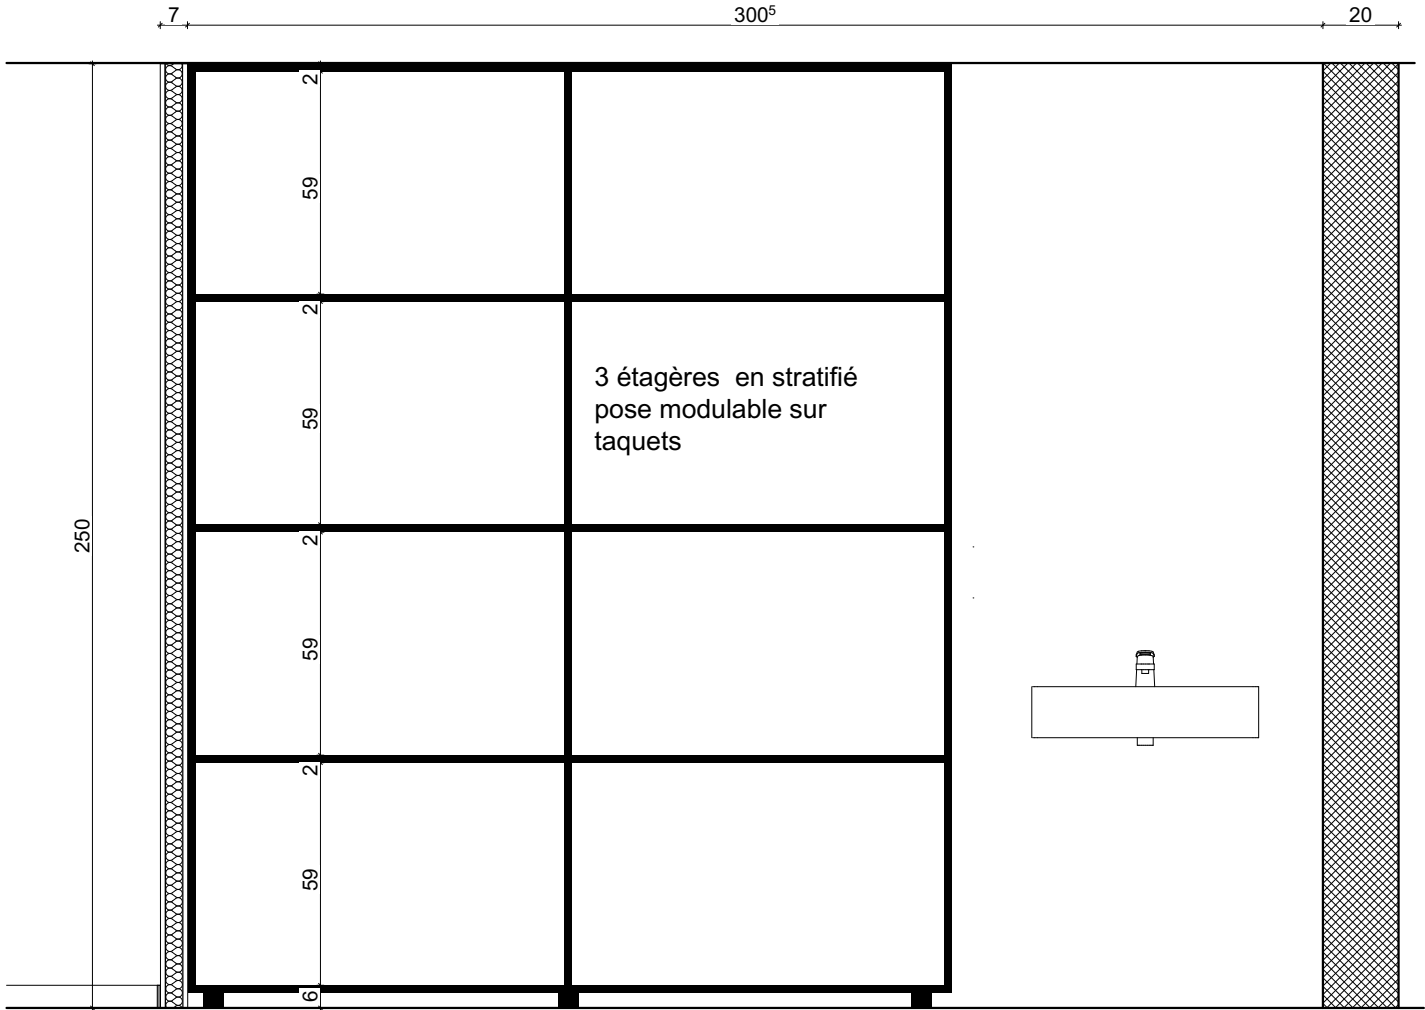 7 300⁵ 20
2
59
2
3 étagères en stratifié
pose modulable sur
taquets
59
250
2
59
2
59
6